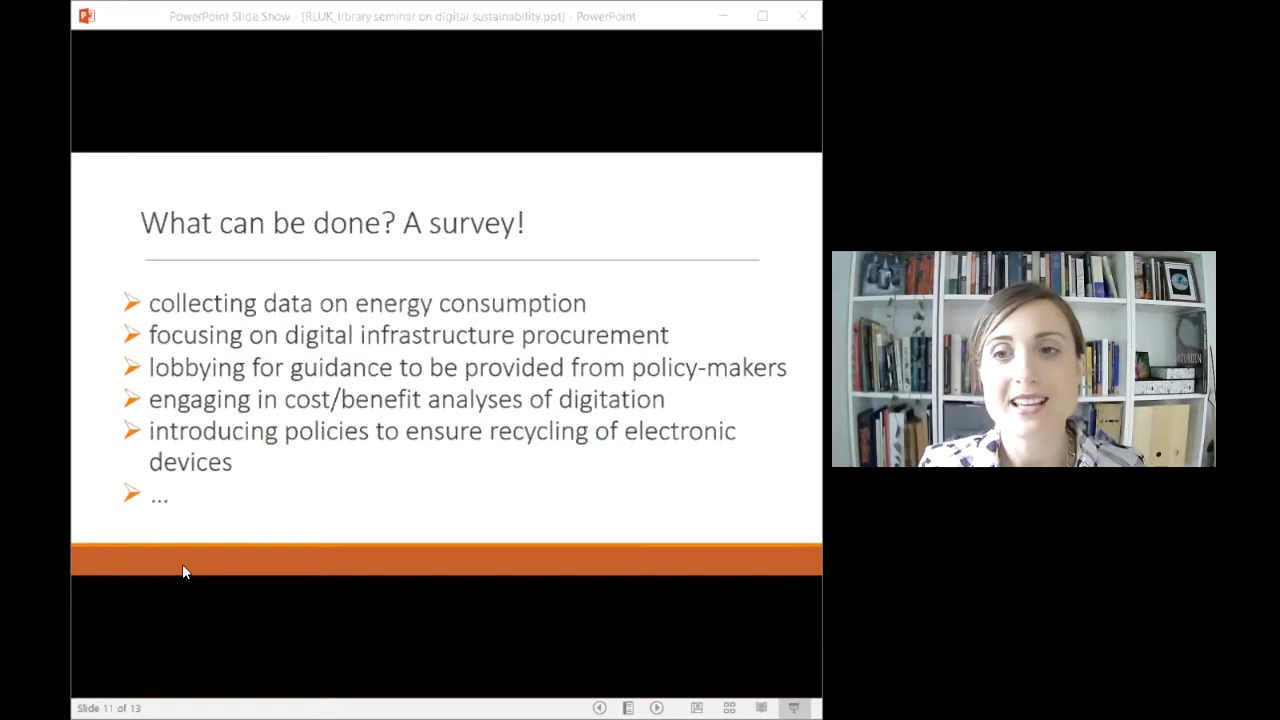 PowerPoint Slide Show - [RLUK_library seminar on digital sustainability.ppt] - PowerPoint
What can be done? A survey!
collecting data on energy consumption
focusing on digital infrastructure procurement
lobbying for guidance to be provided from policy-makers
engaging in cost/benefit analyses of digitation
introducing policies to ensure recycling of electronic
devices
...
Slide 11 of 13
BOURDIN